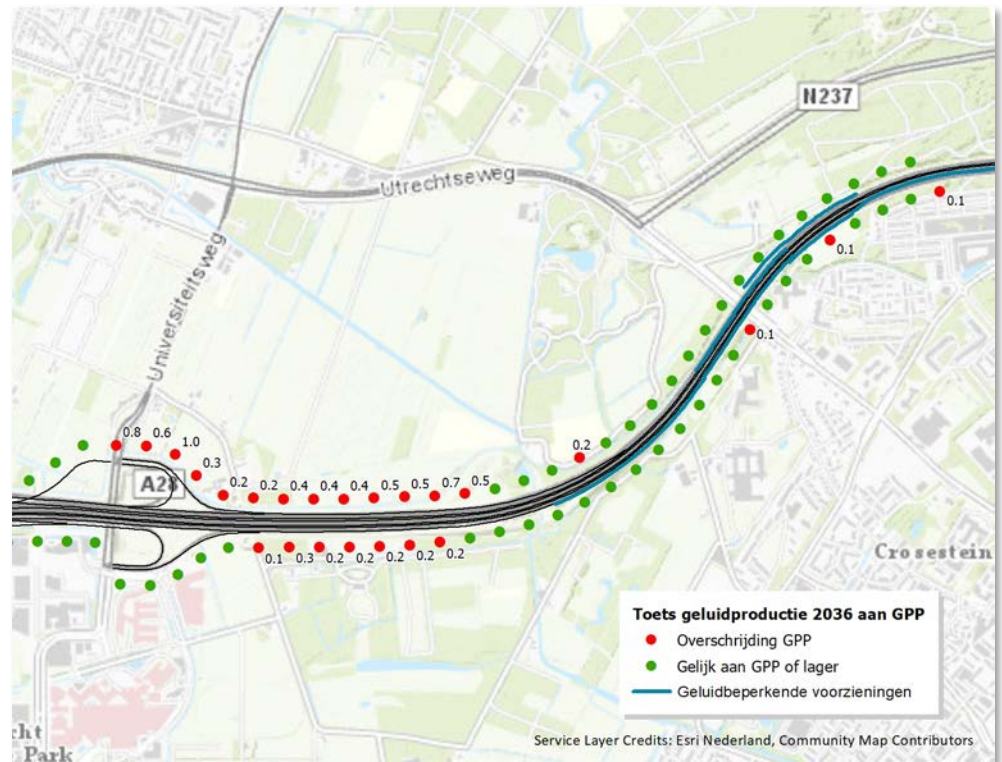 N237
Utrechtseweg
Universiteitsweg
0.1
0.1
0.1
0.2
0.8
0.6
1.0
0.3
A28
0.2
0.2
0.4
0.4
0.4
0.5
0.5
0.7
0.5
0.1
0.3
0.2
0.2
0.2
0.2
0.2
Crosestein
Toets geluidproductie 2036 aan GPP
Overschrijding GPP
Gelijk aan GPP of lager
Geluidbeperkende voorzieningen
cht
Park
Service Layer Credits: Esri Nederland, Community Map Contributors